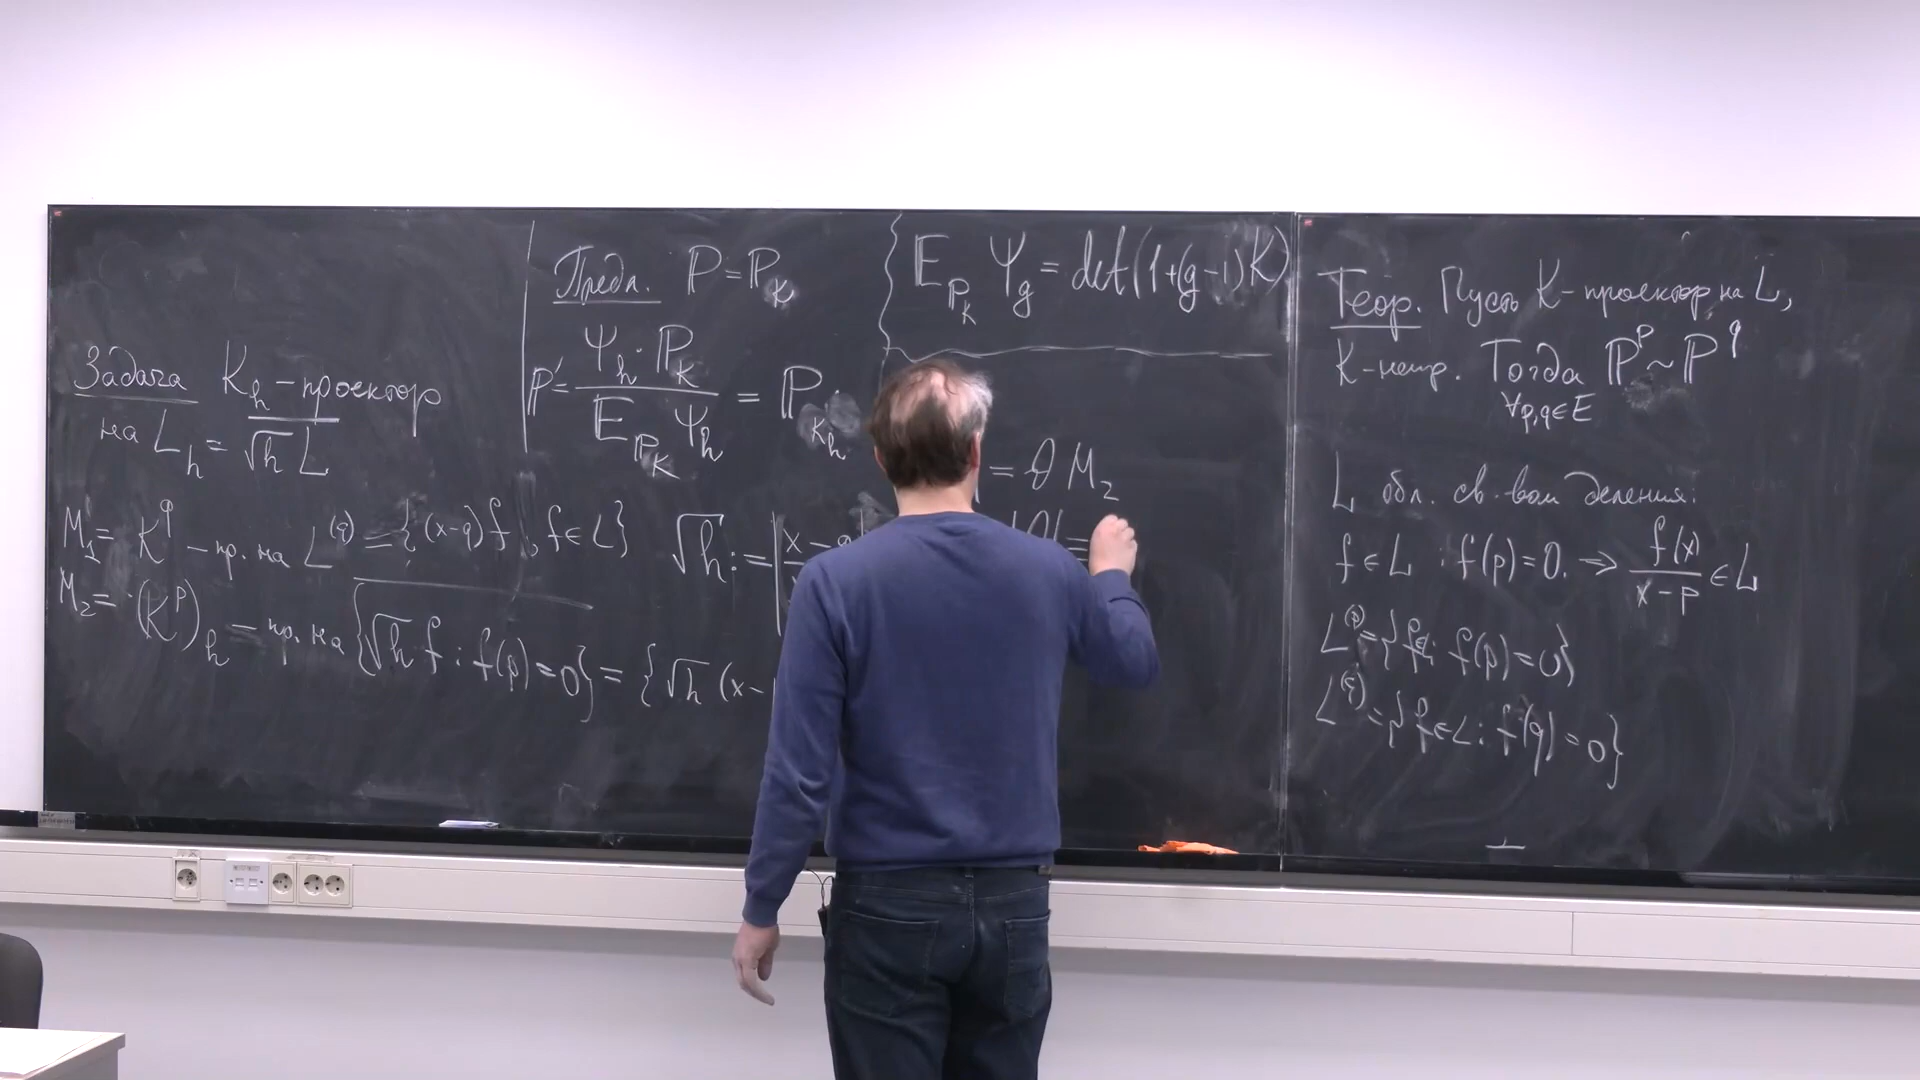 Задача K_h – проектор
на L_h = √h L
M_1 = K^q – пр. на L^(q) = {(x-q) f, f∈L}
M_2 = (K^p)_h – пр. на {√h f : f(p)=0} = {√h (x-
Предл. ℙ = ℙ_K
ℙ' = Ψ_h · ℙ_K / E_{ℙ_K} Ψ_h = ℙ_{K_h}
√h := |x-q
E_{ℙ_K} Ψ_g = det(1+(g-1)K)
= θ M_2
|θ| =
Теор. Пусть K – проектор на L,
K – непр. Тогда ℙ^p ~ ℙ^q
∀p,q∈E
L обл. св-вом деления:
f∈L : f(p)=0. ⇒ f(x)/(x-p) ∈ L
L^(p) = {f∈ : f(p)=0}
L^(q) = {f∈L : f(q)=0}